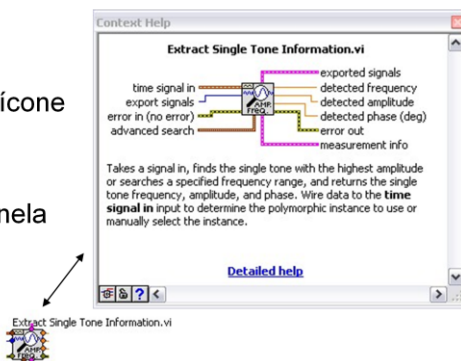 Context Help
Extract Single Tone Information.vi
time signal in
export signals
error in (no error)
advanced search
AMP.
FREQ.
exported signals
detected frequency
detected amplitude
detected phase (deg)
error out
measurement info
Takes a signal in, finds the single tone with the highest amplitude
or searches a specified frequency range, and returns the single
tone frequency, amplitude, and phase. Wire data to the time
signal in input to determine the polymorphic instance to use or
manually select the instance.
Detailed help
?
ícone
nela
Extract Single Tone Information.vi
AMP.
FREQ.